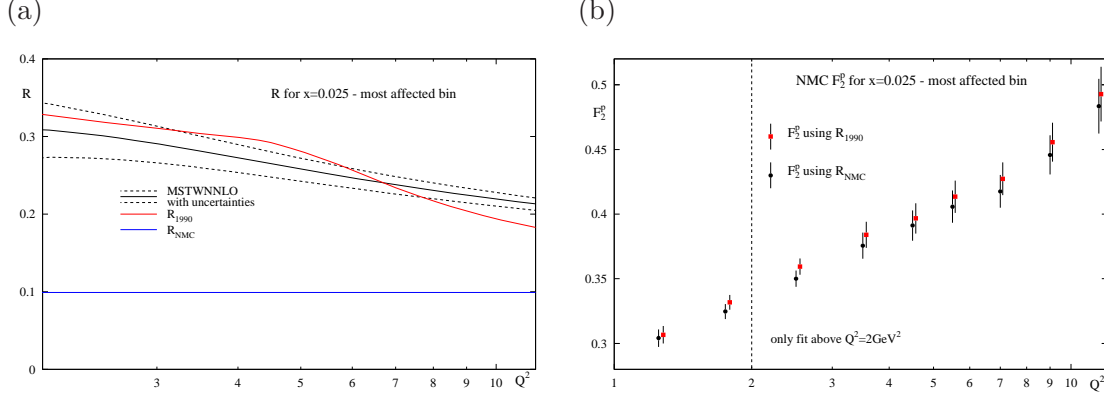 (a)
(b)
0.4
0.3
0.2
0.1
0
R
R for x=0.025 - most affected bin
MSTWNNLO
with uncertainties
R₁₉₉₀
R_NMC
3 4 5 6 7 8 9 10 Q²
0.5
0.45
0.4
0.35
0.3
F₂ᵖ
NMC F₂ᵖ for x=0.025 - most affected bin
F₂ᵖ using R₁₉₉₀
F₂ᵖ using R_NMC
only fit above Q²=2GeV²
1 2 3 4 5 6 7 8 9 10 Q²